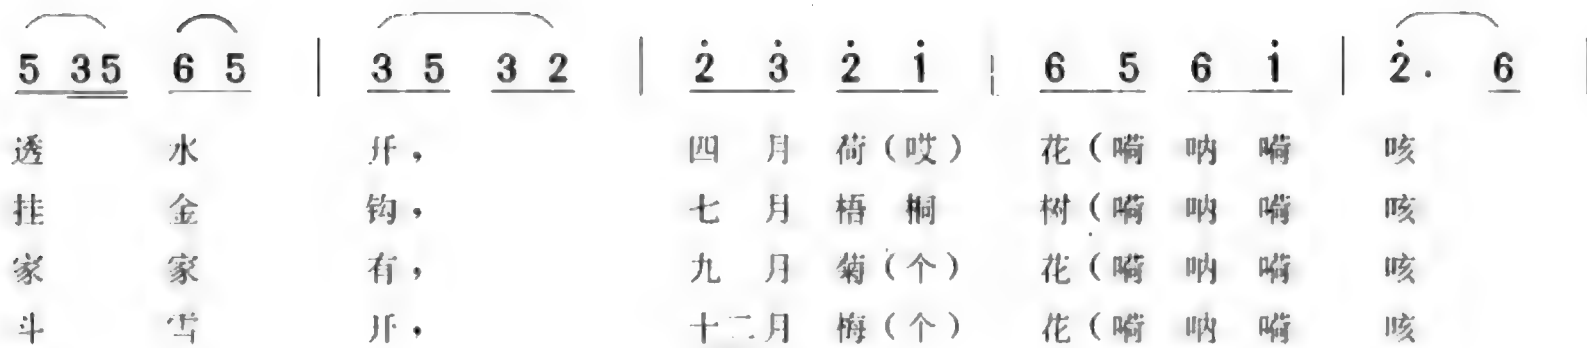 5 35 6 5 | 3 5 3 2 | 2̇ 3̇ 2̇ 1̇ | 6 5 6 1̇ | 2̇. 6 |
透 水 开， 四 月 荷（哎） 花（嗬 呐 嗬 咳
挂 金 钩， 七 月 梧 桐 树（嗬 呐 嗬 咳
家 家 有， 九 月 菊（个） 花（嗬 呐 嗬 咳
斗 雪 开， 十二月 梅（个） 花（嗬 呐 嗬 咳